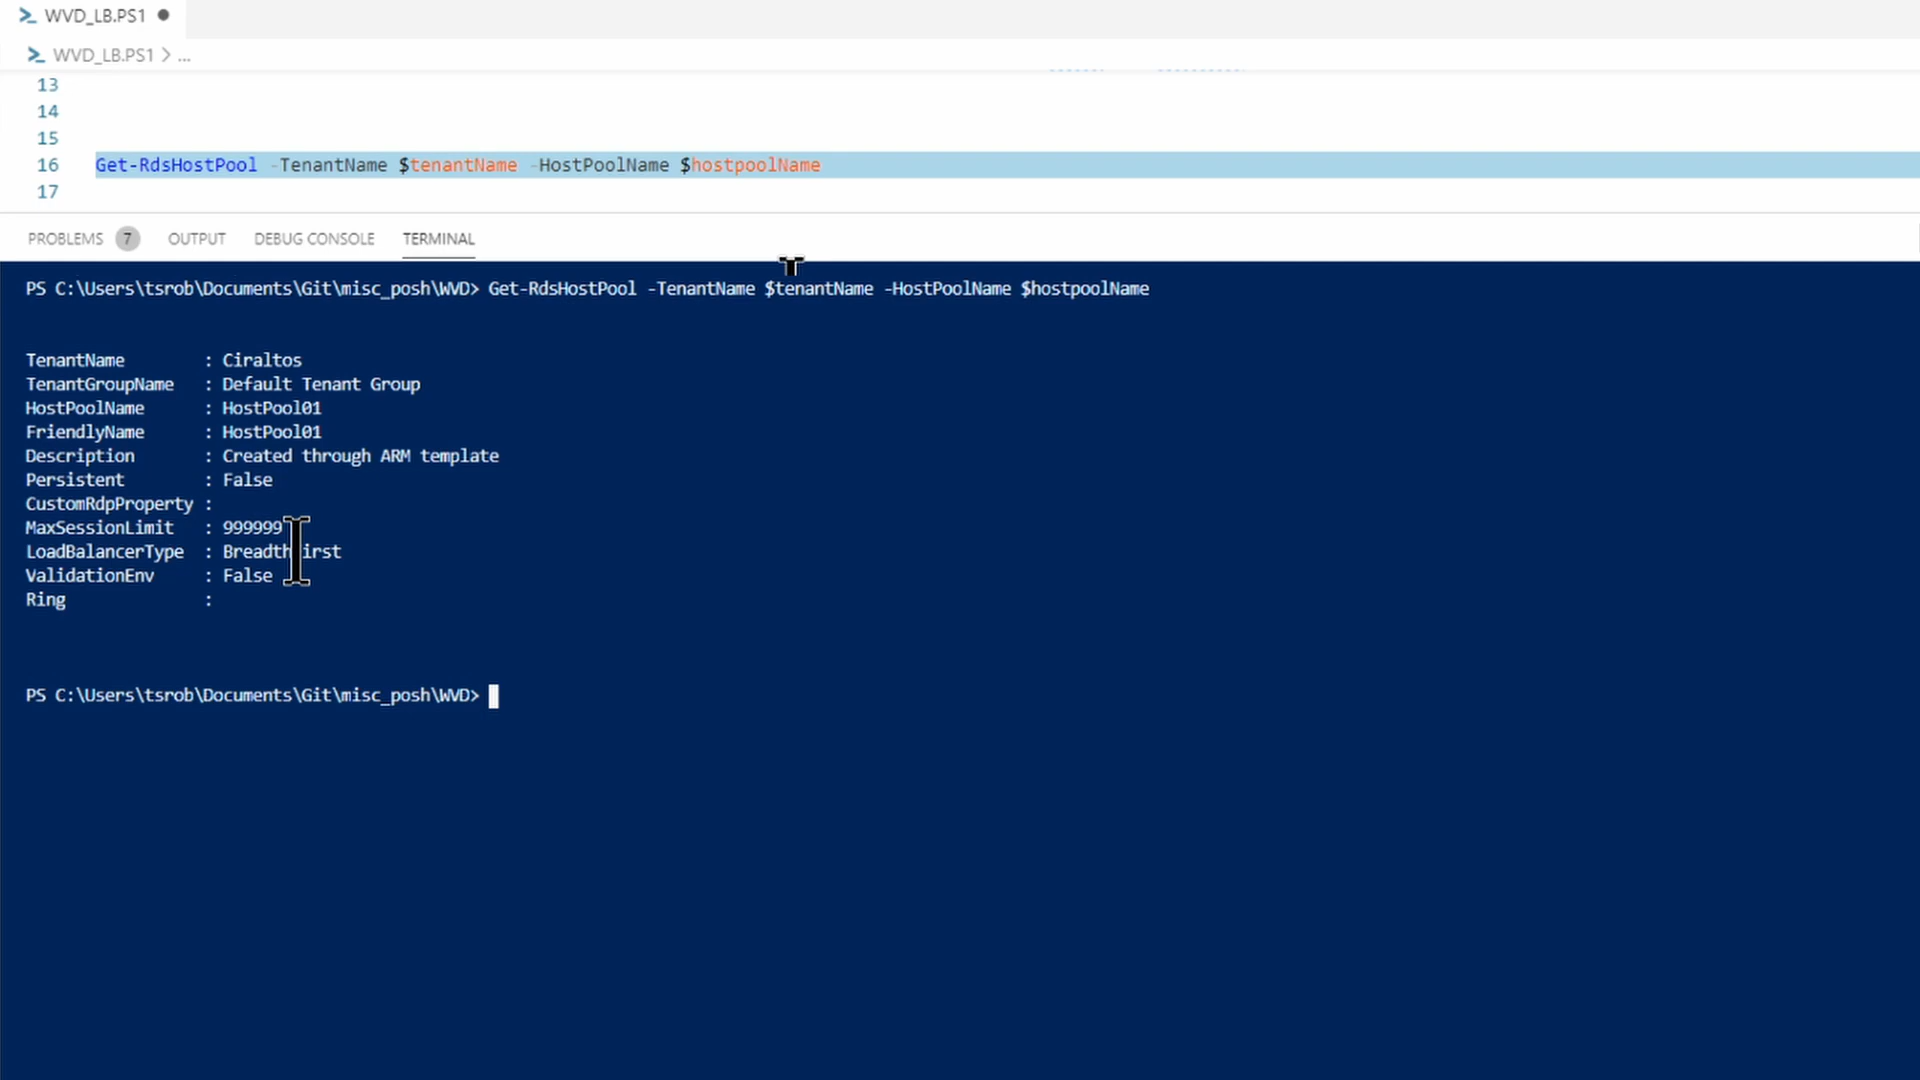 WVD_LB.PS1
WVD_LB.PS1 > ...
13
14
15
16 Get-RdsHostPool -TenantName $tenantName -HostPoolName $hostpoolName
17
PROBLEMS 7 OUTPUT DEBUG CONSOLE TERMINAL
PS C:\Users\tsrob\Documents\Git\misc_posh\WVD> Get-RdsHostPool -TenantName $tenantName -HostPoolName $hostpoolName
TenantName : Ciraltos
TenantGroupName : Default Tenant Group
HostPoolName : HostPool01
FriendlyName : HostPool01
Description : Created through ARM template
Persistent : False
CustomRdpProperty :
MaxSessionLimit : 999999
LoadBalancerType : BreadthFirst
ValidationEnv : False
Ring :
PS C:\Users\tsrob\Documents\Git\misc_posh\WVD>